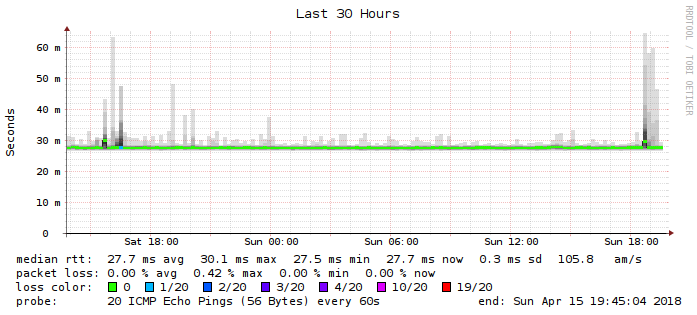 Last 30 Hours
RRDTOOL / TOBI OETIKER
Seconds
60 m
50 m
40 m
30 m
20 m
10 m
0
Sat 18:00 Sun 00:00 Sun 06:00 Sun 12:00 Sun 18:00
median rtt: 27.7 ms avg 30.1 ms max 27.5 ms min 27.7 ms now 0.3 ms sd 105.8 am/s
packet loss: 0.00 % avg 0.42 % max 0.00 % min 0.00 % now
loss color: 0 1/20 2/20 3/20 4/20 10/20 19/20
probe: 20 ICMP Echo Pings (56 Bytes) every 60s end: Sun Apr 15 19:45:04 2018